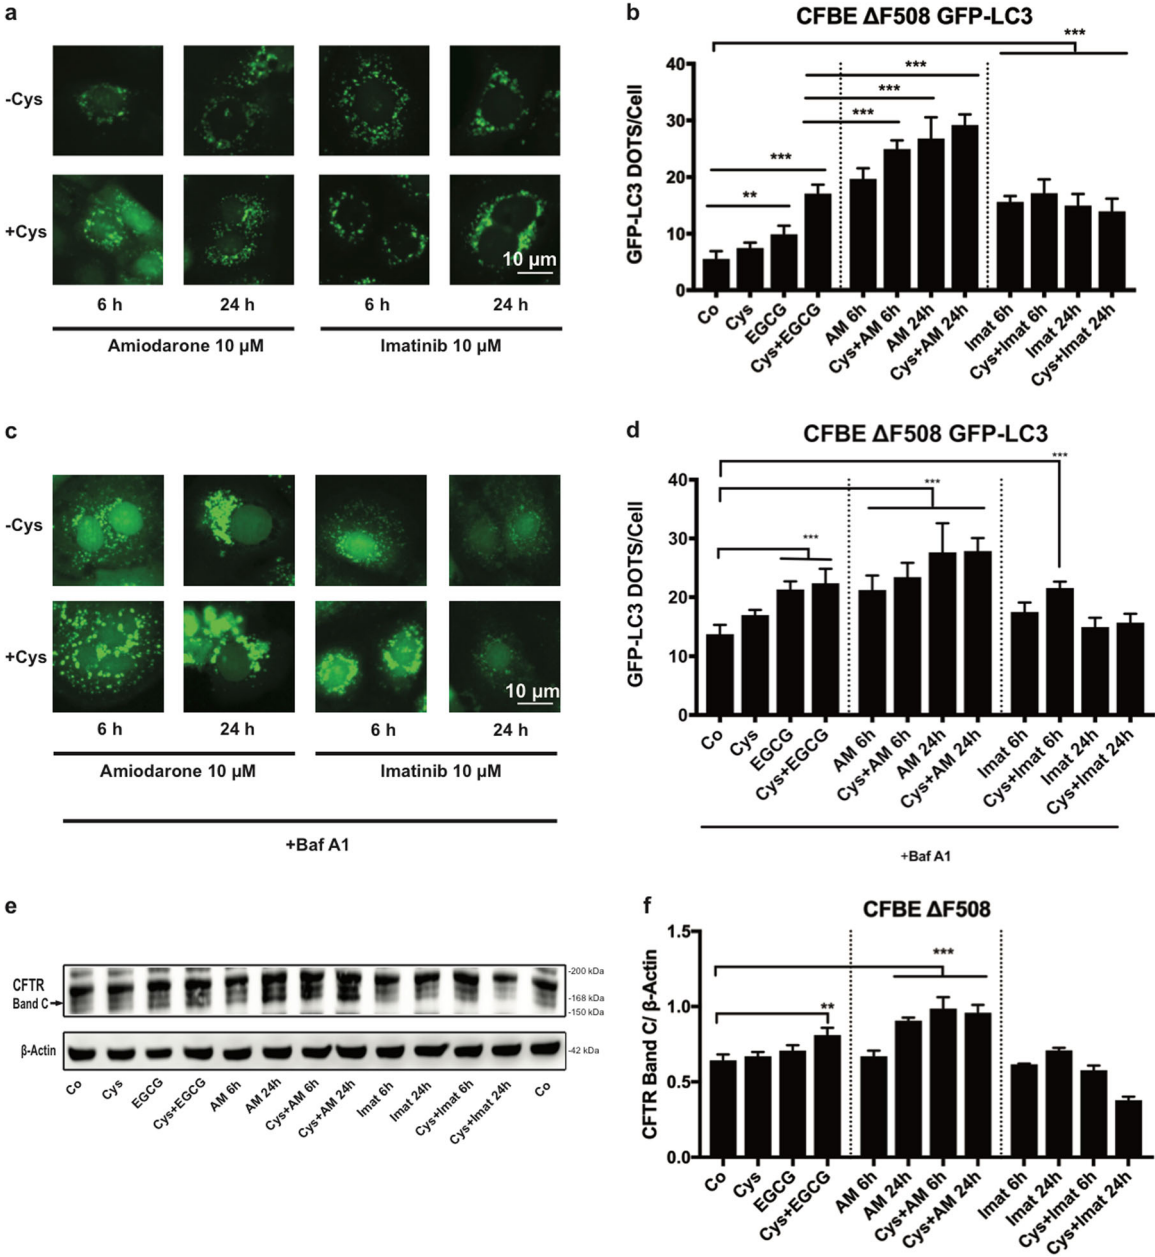 a
-Cys
+Cys
10 µm
6 h
24 h
6 h
24 h
Amiodarone 10 µM
Imatinib 10 µM
b
CFBE ΔF508 GFP-LC3
GFP-LC3 DOTS/Cell
40
30
20
10
0
**
***
***
***
***
***
Co
Cys
EGCG
Cys+EGCG
AM 6h
Cys+AM 6h
AM 24h
Cys+AM 24h
Imat 6h
Cys+Imat 6h
Imat 24h
Cys+Imat 24h
c
-Cys
+Cys
10 µm
6 h
24 h
6 h
24 h
Amiodarone 10 µM
Imatinib 10 µM
+Baf A1
d
CFBE ΔF508 GFP-LC3
GFP-LC3 DOTS/Cell
40
30
20
10
0
***
***
***
Co
Cys
EGCG
Cys+EGCG
AM 6h
Cys+AM 6h
AM 24h
Cys+AM 24h
Imat 6h
Cys+Imat 6h
Imat 24h
Cys+Imat 24h
+Baf A1
e
CFTR
Band C
-200 kDa
-168 kDa
-150 kDa
β-Actin
-42 kDa
Co
Cys
EGCG
Cys+EGCG
AM 6h
AM 24h
Cys+AM 6h
Cys+AM 24h
Imat 6h
Imat 24h
Cys+Imat 6h
Cys+Imat 24h
Co
f
CFBE ΔF508
CFTR Band C/ β-Actin
1.5
1.0
0.5
0.0
**
***
Co
Cys
EGCG
Cys+EGCG
AM 6h
AM 24h
Cys+AM 6h
Cys+AM 24h
Imat 6h
Imat 24h
Cys+Imat 6h
Cys+Imat 24h